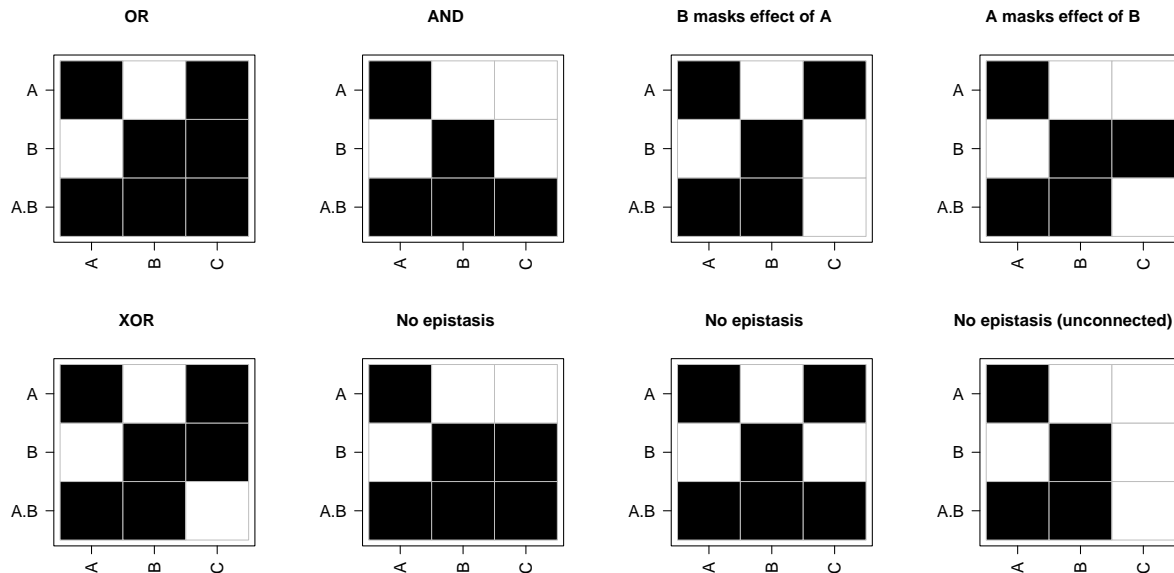 OR AND B masks effect of A A masks effect of B
A A A A
B B B B
A.B A.B A.B A.B
A B C A B C A B C A B C
XOR No epistasis No epistasis No epistasis (unconnected)
A A A A
B B B B
A.B A.B A.B A.B
A B C A B C A B C A B C